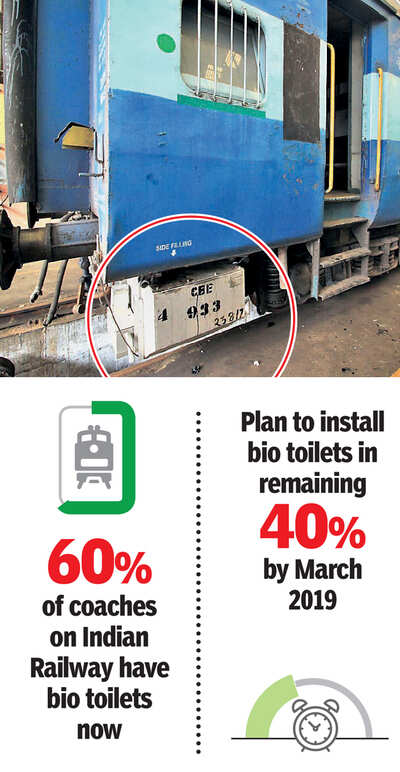 SIDE FILLING
CBE
4 933
60%
of coaches
on Indian
Railway have
bio toilets
now
Plan to install
bio toilets in
remaining
40%
by March
2019